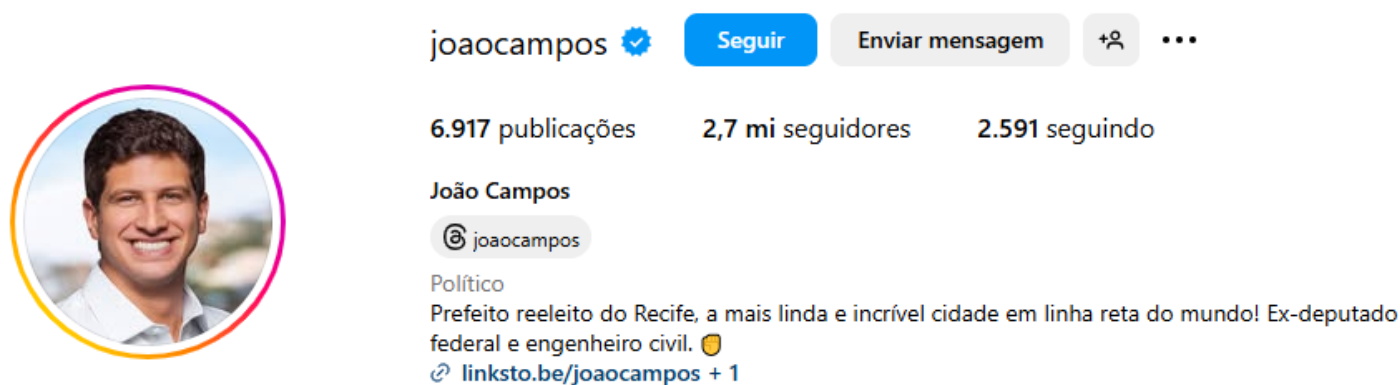 joaocampos
Seguir
Enviar mensagem
6.917 publicações
2,7 mi seguidores
2.591 seguindo
João Campos
joaocampos
Político
Prefeito reeleito do Recife, a mais linda e incrível cidade em linha reta do mundo! Ex-deputado
federal e engenheiro civil. ✊
linksto.be/joaocampos + 1